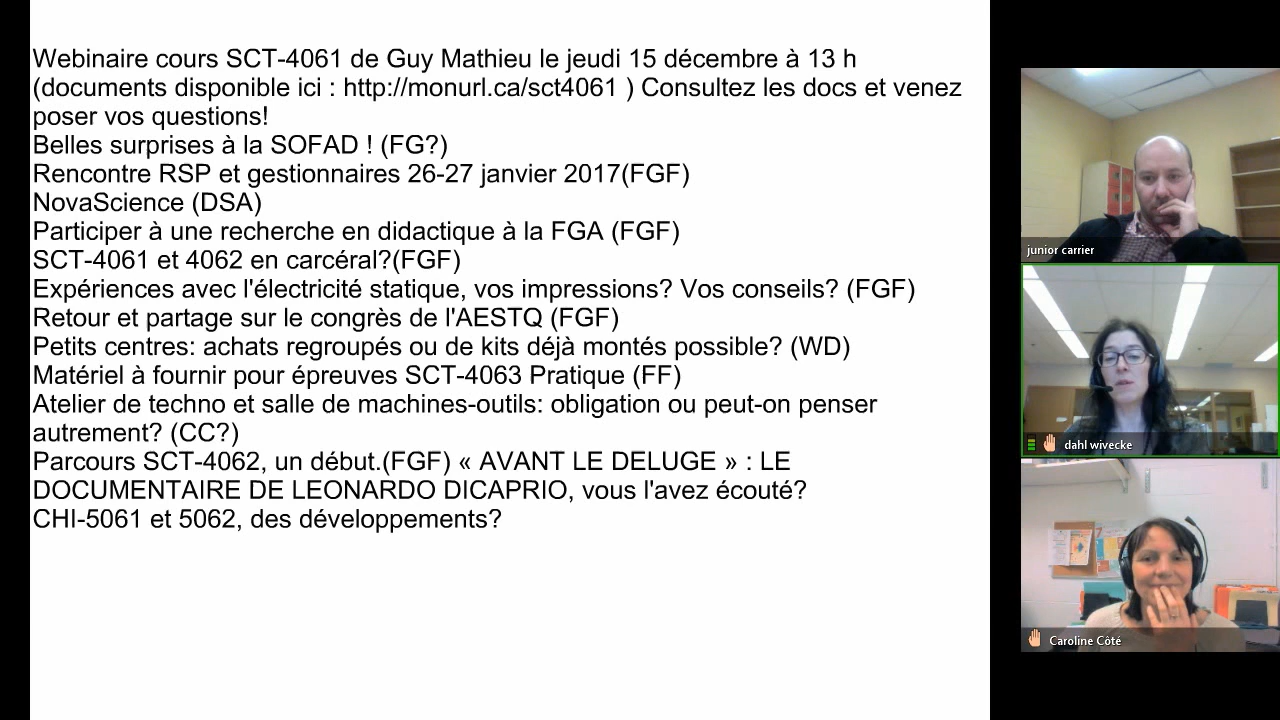 Webinaire cours SCT-4061 de Guy Mathieu le jeudi 15 décembre à 13 h
(documents disponible ici : http://monurl.ca/sct4061 ) Consultez les docs et venez
poser vos questions!
Belles surprises à la SOFAD ! (FG?)
Rencontre RSP et gestionnaires 26-27 janvier 2017(FGF)
NovaScience (DSA)
Participer à une recherche en didactique à la FGA (FGF)
SCT-4061 et 4062 en carcéral?(FGF)
Expériences avec l'électricité statique, vos impressions? Vos conseils? (FGF)
Retour et partage sur le congrès de l'AESTQ (FGF)
Petits centres: achats regroupés ou de kits déjà montés possible? (WD)
Matériel à fournir pour épreuves SCT-4063 Pratique (FF)
Atelier de techno et salle de machines-outils: obligation ou peut-on penser
autrement? (CC?)
Parcours SCT-4062, un début.(FGF) « AVANT LE DELUGE » : LE
DOCUMENTAIRE DE LEONARDO DICAPRIO, vous l'avez écouté?
CHI-5061 et 5062, des développements?
junior carrier
dahl wivecke
Caroline Côté